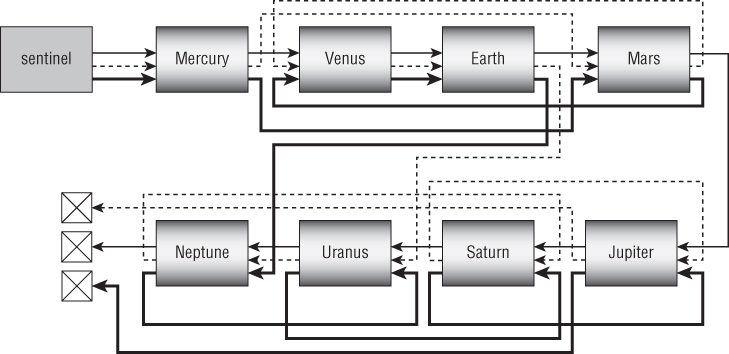 sentinel
Mercury
Venus
Earth
Mars
Neptune
Uranus
Saturn
Jupiter